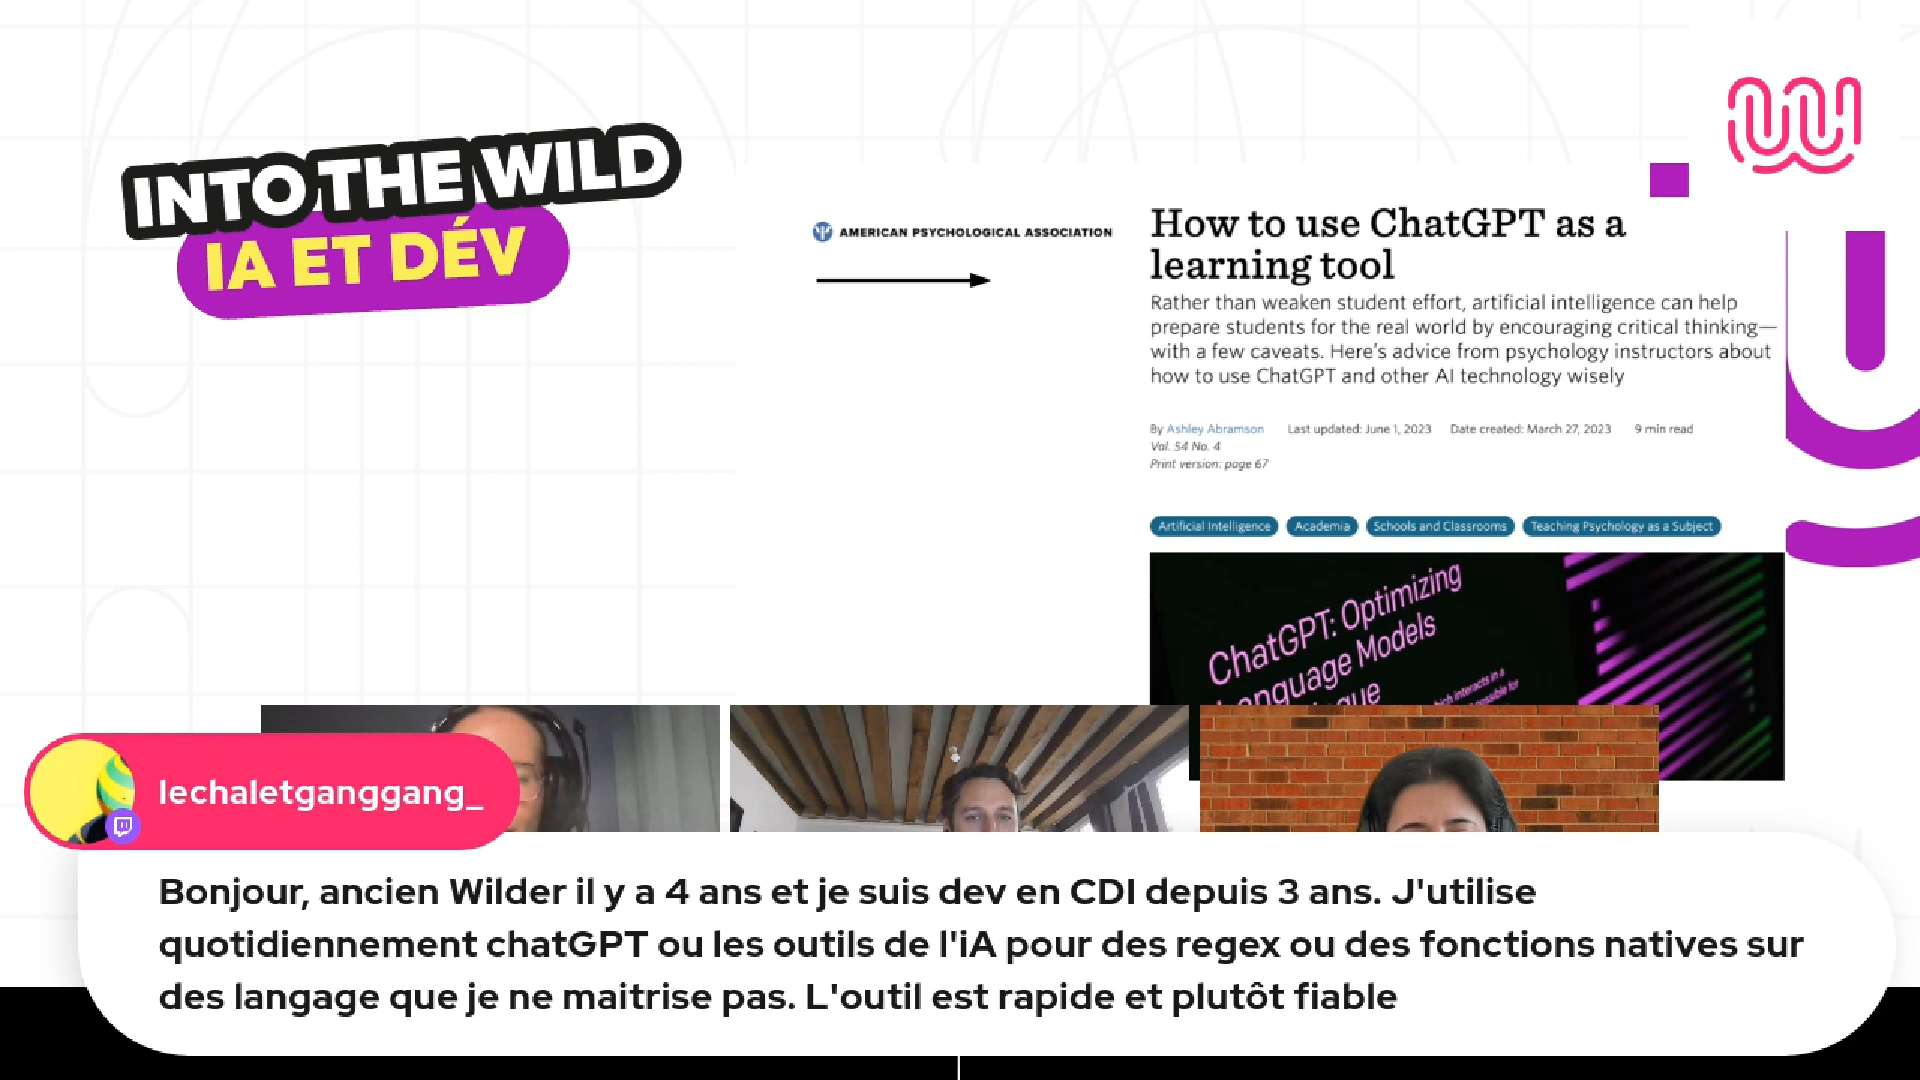 INTO THE WILD
IA ET DÉV
AMERICAN PSYCHOLOGICAL ASSOCIATION
How to use ChatGPT as a
learning tool
Rather than weaken student effort, artificial intelligence can help
prepare students for the real world by encouraging critical thinking—
with a few caveats. Here's advice from psychology instructors about
how to use ChatGPT and other AI technology wisely
By Ashley Abramson Last updated: June 1, 2023 Date created: March 27, 2023 9 min read
Vol. 54 No. 4
Print version: page 67
Artificial Intelligence Academia Schools and Classrooms Teaching Psychology as a Subject
ChatGPT: Optimizing
Language Models
which interacts in a
possible for
lechaletganggang_
Bonjour, ancien Wilder il y a 4 ans et je suis dev en CDI depuis 3 ans. J'utilise
quotidiennement chatGPT ou les outils de l'iA pour des regex ou des fonctions natives sur
des langage que je ne maitrise pas. L'outil est rapide et plutôt fiable